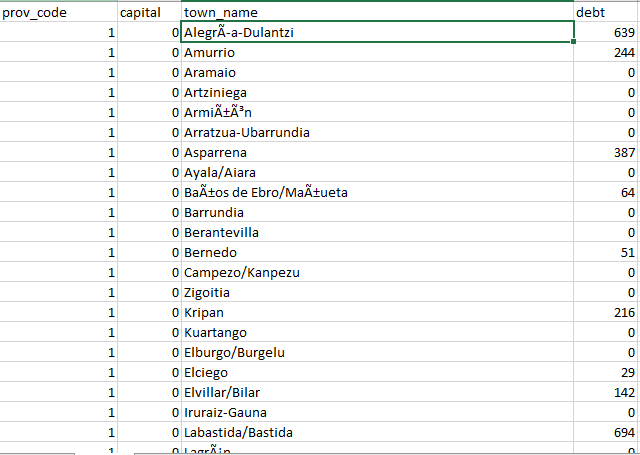 prov_code capital town_name debt
1 0 AlegrÃ-a-Dulantzi 639
1 0 Amurrio 244
1 0 Aramaio 0
1 0 Artziniega 0
1 0 ArmiÃ±Ã³n 0
1 0 Arratzua-Ubarrundia 0
1 0 Asparrena 387
1 0 Ayala/Aiara 0
1 0 BaÃ±os de Ebro/MaÃ±ueta 64
1 0 Barrundia 0
1 0 Berantevilla 0
1 0 Bernedo 51
1 0 Campezo/Kanpezu 0
1 0 Zigoitia 0
1 0 Kripan 216
1 0 Kuartango 0
1 0 Elburgo/Burgelu 0
1 0 Elciego 29
1 0 Elvillar/Bilar 142
1 0 Iruraiz-Gauna 0
1 0 Labastida/Bastida 694
1 0 LagrÃ¡n 0